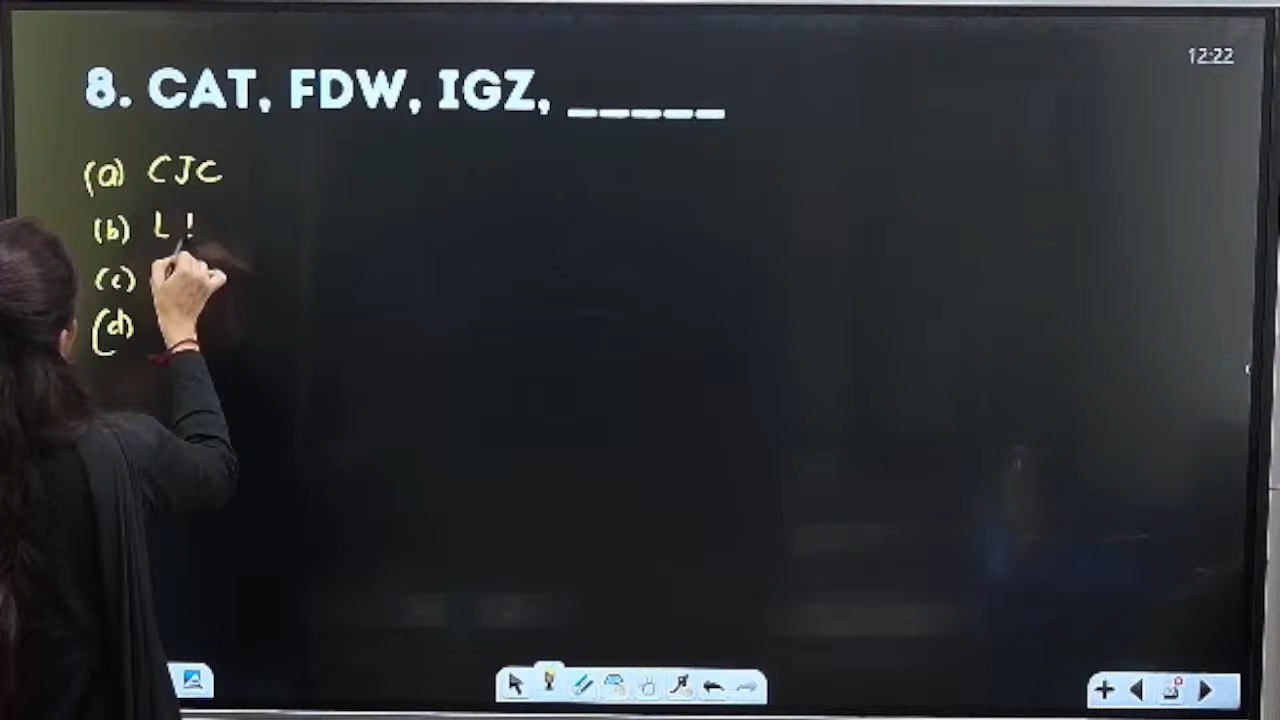 12:22
8. CAT, FDW, IGZ, _____
(a) CJC
(b) L
(c)
(d)